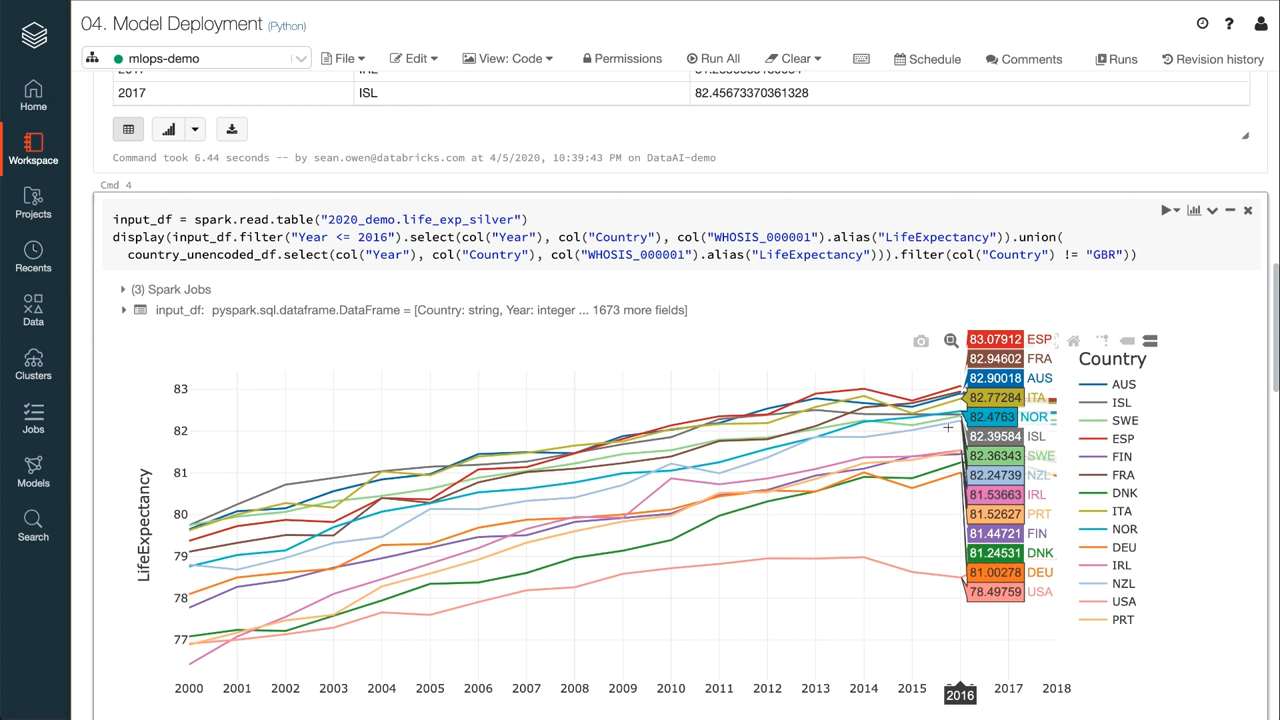 04. Model Deployment (Python)
mlops-demo File Edit View: Code Permissions Run All Clear Schedule Comments Runs Revision history
Home
Workspace
Projects
Recents
Data
Clusters
Jobs
Models
Search
2017 ISL 82.45673370361328
Command took 6.44 seconds -- by sean.owen@databricks.com at 4/5/2020, 10:39:43 PM on DataAI-demo
Cmd 4
input_df = spark.read.table("2020_demo.life_exp_silver")
display(input_df.filter("Year <= 2016").select(col("Year"), col("Country"), col("WHOSIS_000001").alias("LifeExpectancy")).union(
country_unencoded_df.select(col("Year"), col("Country"), col("WHOSIS_000001").alias("LifeExpectancy"))).filter(col("Country") != "GBR"))
(3) Spark Jobs
input_df: pyspark.sql.dataframe.DataFrame = [Country: string, Year: integer ... 1673 more fields]
83.07912 ESP
82.94602 FRA
82.90018 AUS
82.77284 ITA
82.4763 NOR
82.39584 ISL
82.36343 SWE
82.24739 NZL
81.53663 IRL
81.52627 PRT
81.44721 FIN
81.24531 DNK
81.00278 DEU
78.49759 USA
Country
AUS
ISL
SWE
ESP
FIN
FRA
DNK
ITA
NOR
DEU
IRL
NZL
USA
PRT
LifeExpectancy
83
82
81
80
79
78
77
2000 2001 2002 2003 2004 2005 2006 2007 2008 2009 2010 2011 2012 2013 2014 2015 2016 2017 2018